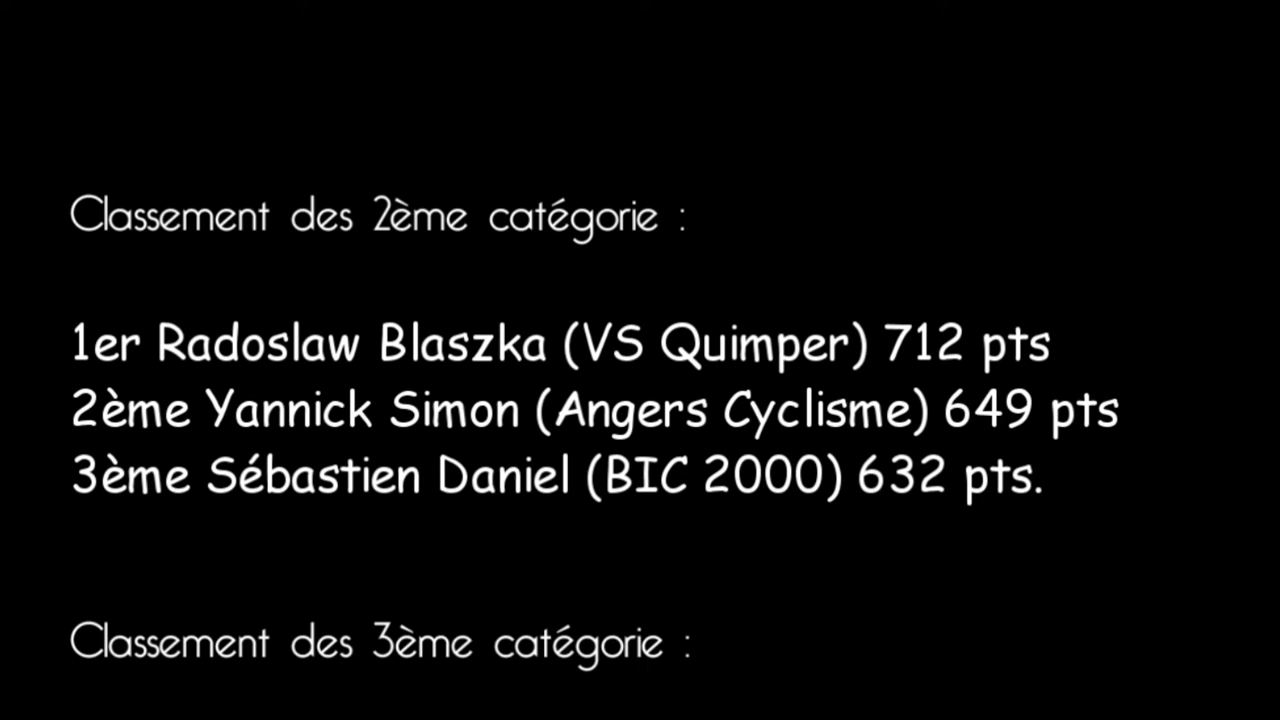 Classement des 2ème catégorie :
1er Radoslaw Blaszka (VS Quimper) 712 pts
2ème Yannick Simon (Angers Cyclisme) 649 pts
3ème Sébastien Daniel (BIC 2000) 632 pts.
Classement des 3ème catégorie :